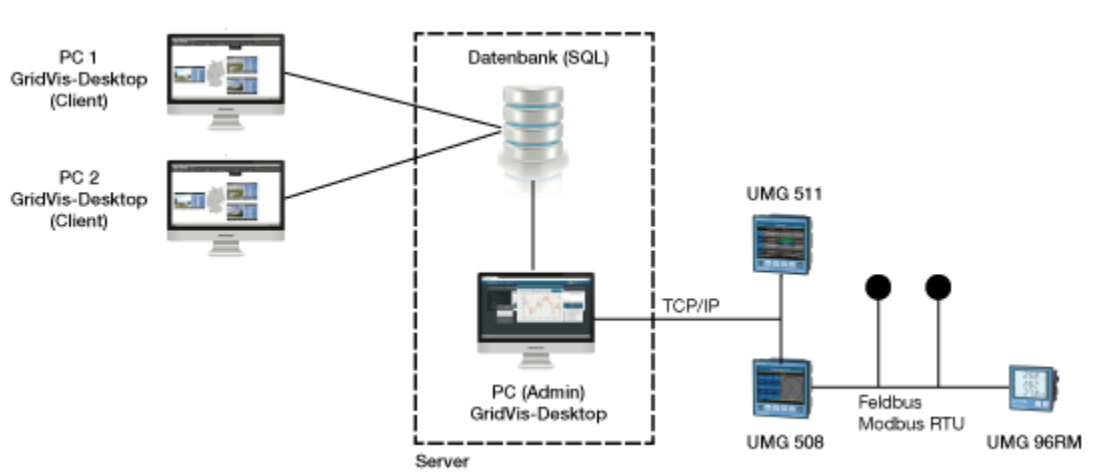 PC 1
GridVis-Desktop
(Client)
PC 2
GridVis-Desktop
(Client)
Datenbank (SQL)
PC (Admin)
GridVis-Desktop
Server
TCP/IP
UMG 511
UMG 508
Feldbus
Modbus RTU
UMG 96RM